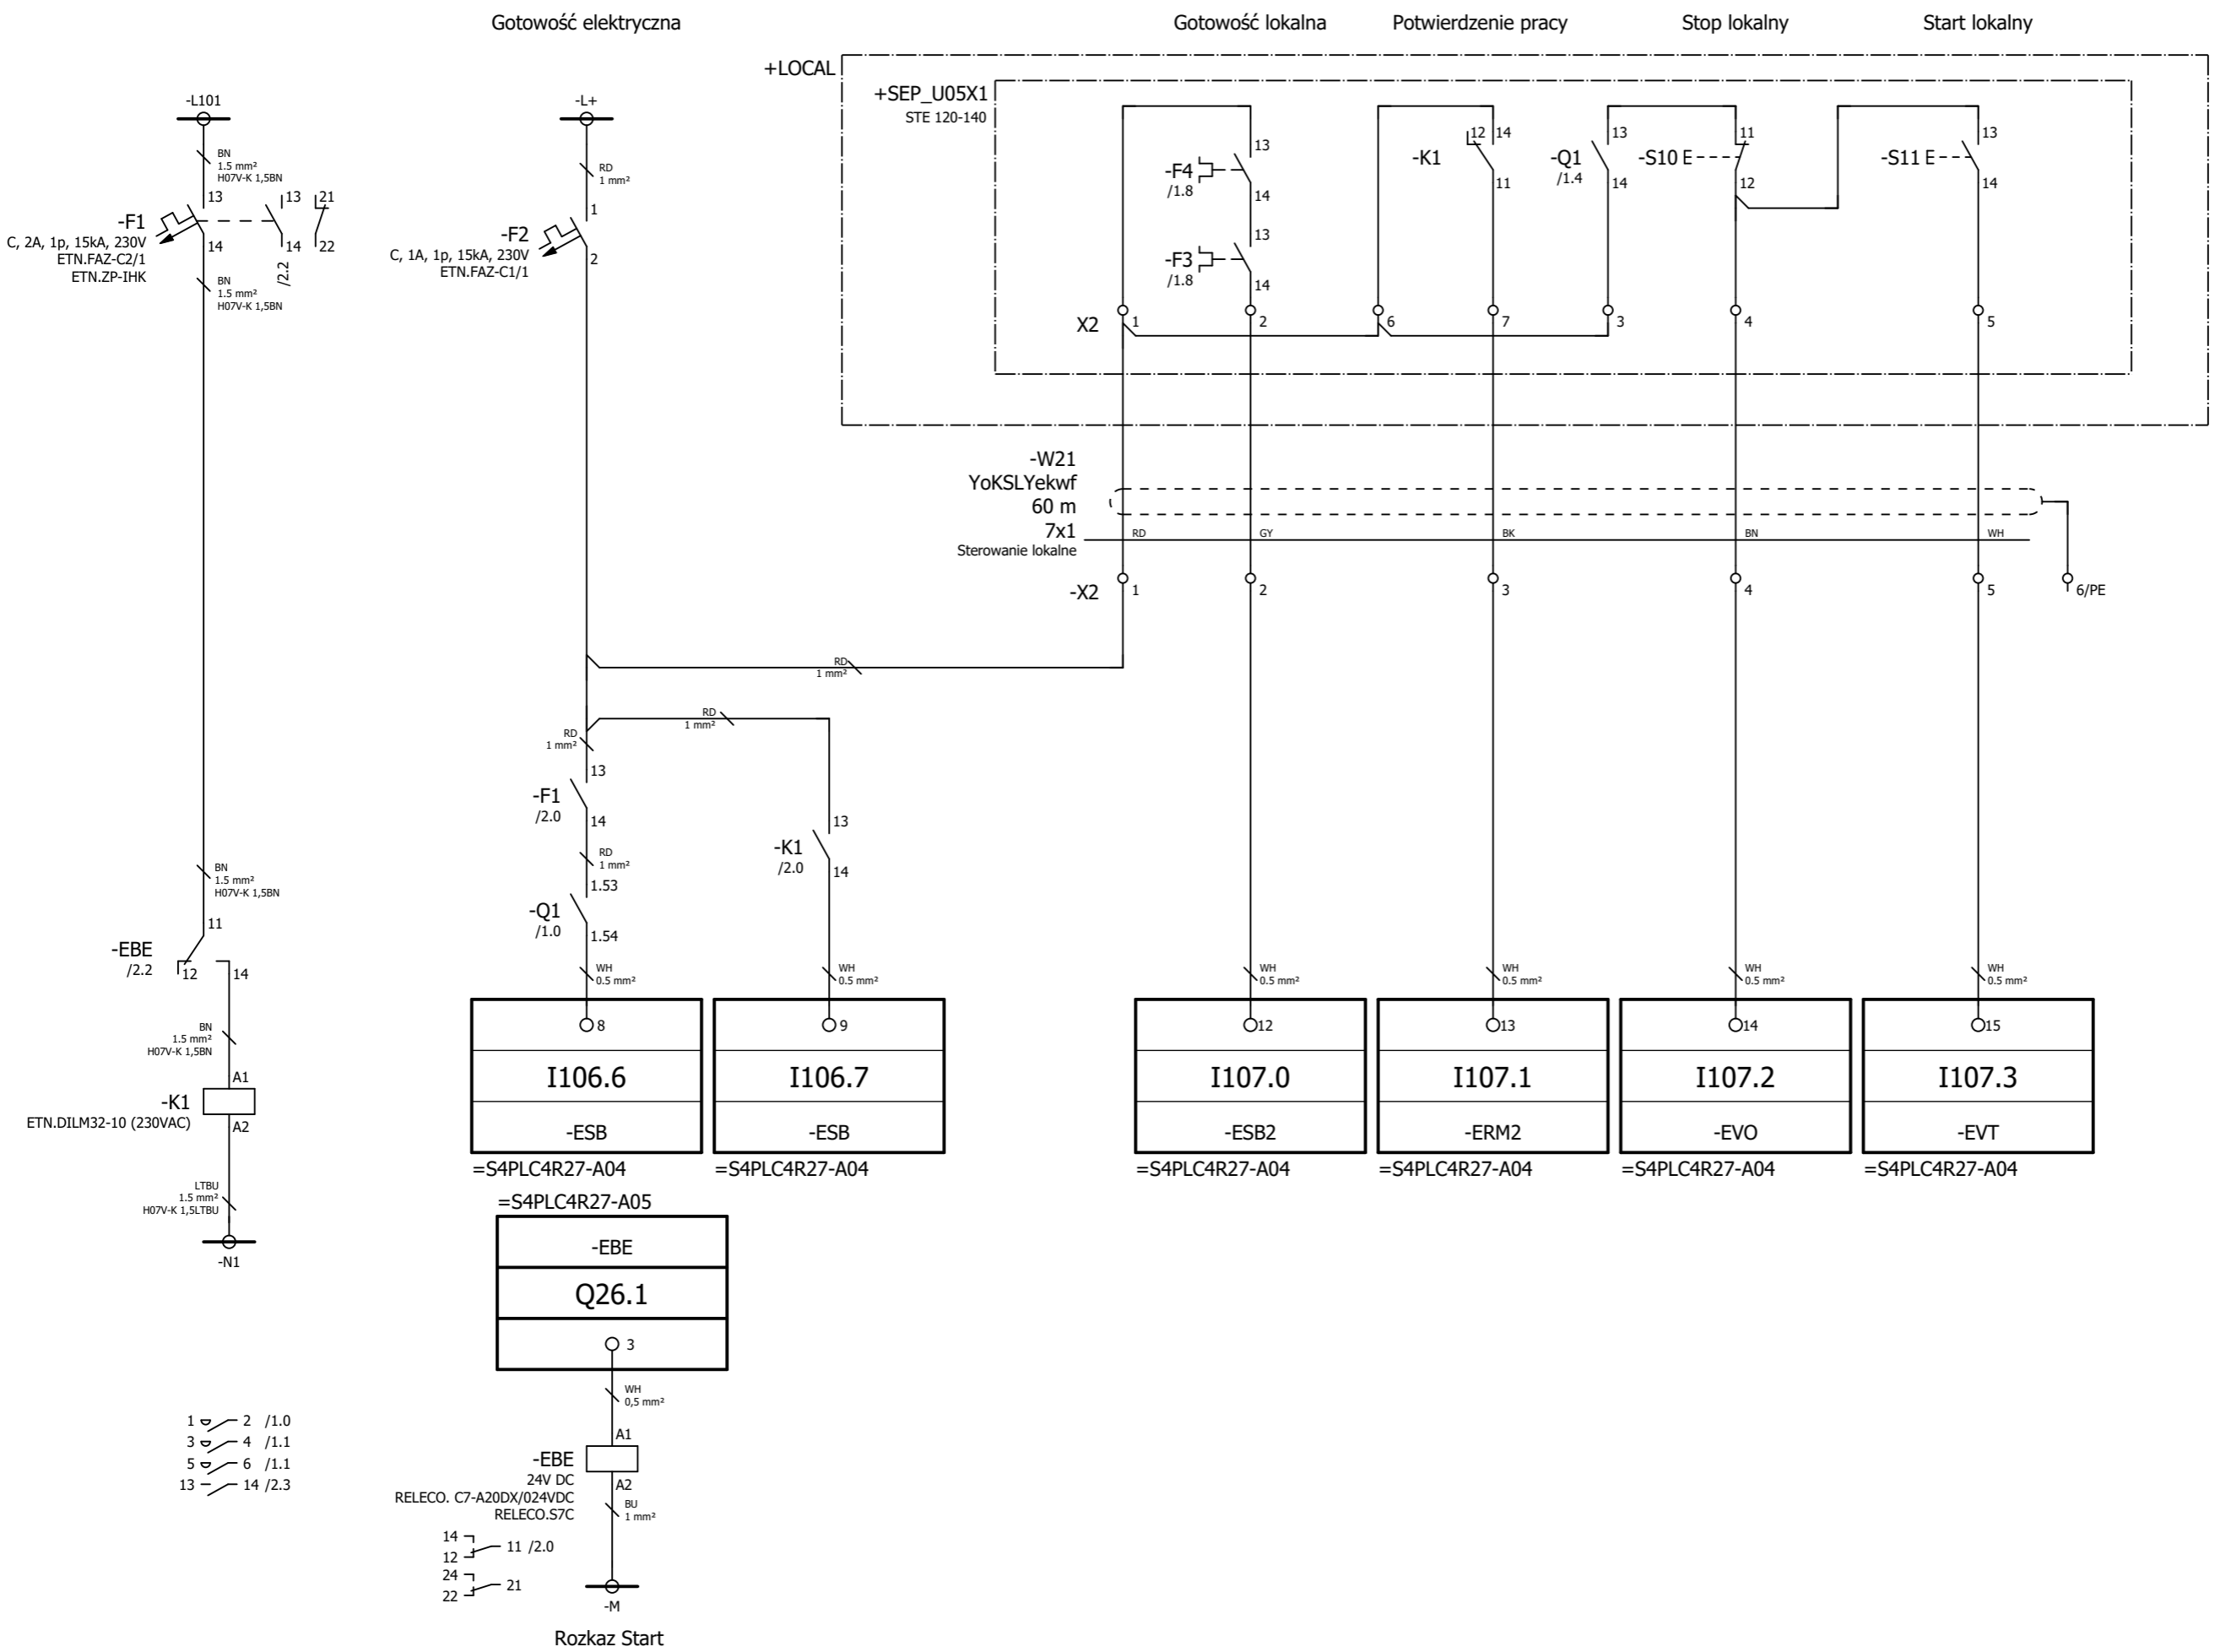 Gotowość elektryczna
Gotowość lokalna
Potwierdzenie pracy
Stop lokalny
Start lokalny
+LOCAL
+SEP_U05X1
STE 120-140
-L101
BN
1.5 mm²
H07V-K 1,5BN
13
-F1
C, 2A, 1p, 15kA, 230V
ETN.FAZ-C2/1
ETN.ZP-IHK
14
13
14
/2.2
21
22
BN
1.5 mm²
H07V-K 1,5BN
-L+
RD
1 mm²
1
-F2
C, 1A, 1p, 15kA, 230V
ETN.FAZ-C1/1
2
13
-F4
/1.8
14
13
-F3
/1.8
14
12 14
-K1
11
13
-Q1
/1.4
14
11
-S10 E
12
13
-S11 E
14
X2
1
2
6
7
3
4
5
-W21
YoKSLYekwf
60 m
7x1
Sterowanie lokalne
RD
GY
BK
BN
WH
-X2
1
2
3
4
5
6/PE
RD
1 mm²
RD
1 mm²
RD
1 mm²
13
-F1
/2.0
14
RD
1 mm²
1.53
-Q1
/1.0
1.54
WH
0.5 mm²
13
-K1
/2.0
14
WH
0.5 mm²
WH
0.5 mm²
WH
0.5 mm²
WH
0.5 mm²
WH
0.5 mm²
BN
1.5 mm²
H07V-K 1,5BN
11
-EBE
/2.2
12
14
BN
1.5 mm²
H07V-K 1,5BN
A1
-K1
ETN.DILM32-10 (230VAC)
A2
LTBU
1.5 mm²
H07V-K 1,5LTBU
-N1
8
I106.6
-ESB
=S4PLC4R27-A04
9
I106.7
-ESB
=S4PLC4R27-A04
12
I107.0
-ESB2
=S4PLC4R27-A04
13
I107.1
-ERM2
=S4PLC4R27-A04
14
I107.2
-EVO
=S4PLC4R27-A04
15
I107.3
-EVT
=S4PLC4R27-A04
=S4PLC4R27-A05
-EBE
Q26.1
3
WH
0,5 mm²
A1
-EBE
24V DC
RELECO. C7-A20DX/024VDC
RELECO.S7C
A2
BU
1 mm²
1 2 /1.0
3 4 /1.1
5 6 /1.1
13 14 /2.3
14
12
11 /2.0
24
22
21
-M
Rozkaz Start